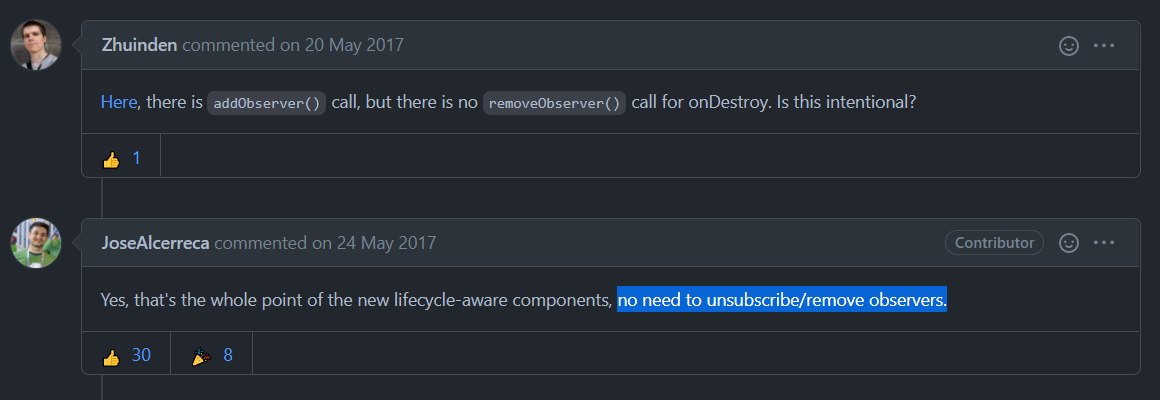 Zhuinden commented on 20 May 2017
Here, there is addObserver() call, but there is no removeObserver() call for onDestroy. Is this intentional?
1
JoseAlcerreca commented on 24 May 2017
Contributor
Yes, that's the whole point of the new lifecycle-aware components, no need to unsubscribe/remove observers.
30
8